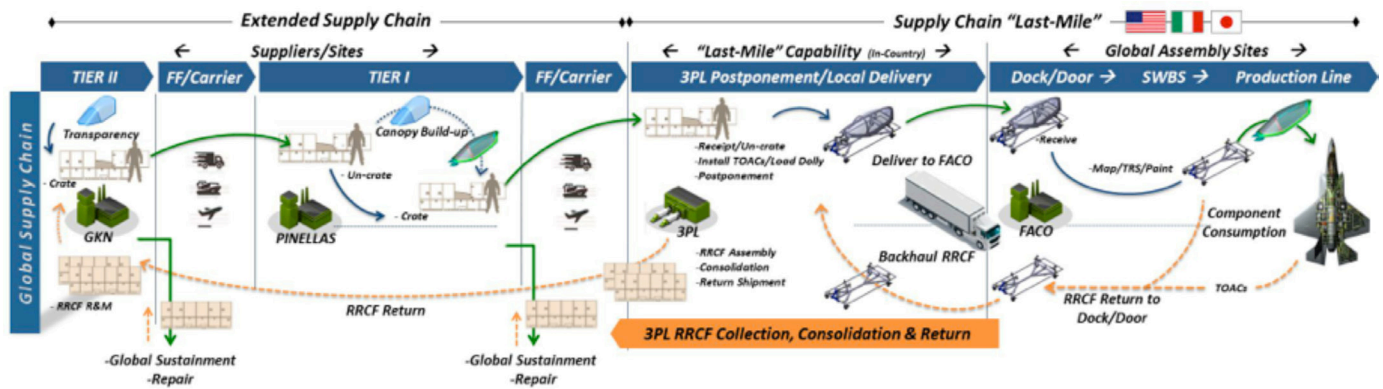 Extended Supply Chain
Supply Chain “Last-Mile”
Suppliers/Sites
“Last-Mile” Capability (In-Country)
Global Assembly Sites
TIER II
FF/Carrier
TIER I
FF/Carrier
3PL Postponement/Local Delivery
Dock/Door
SWBS
Production Line
Global Supply Chain
Transparency
- Crate
GKN
- RRCF R&M
Canopy Build-up
- Un-crate
- Crate
PINELLAS
-Receipt/Un-crate
-Install TOACs/Load Dolly
-Postponement
3PL
-RRCF Assembly
-Consolidation
-Return Shipment
Deliver to FACO
Backhaul RRCF
-Receive
-Map/TRS/Paint
FACO
Component
Consumption
TOACs
RRCF Return to
Dock/Door
RRCF Return
3PL RRCF Collection, Consolidation & Return
-Global Sustainment
-Repair
-Global Sustainment
-Repair